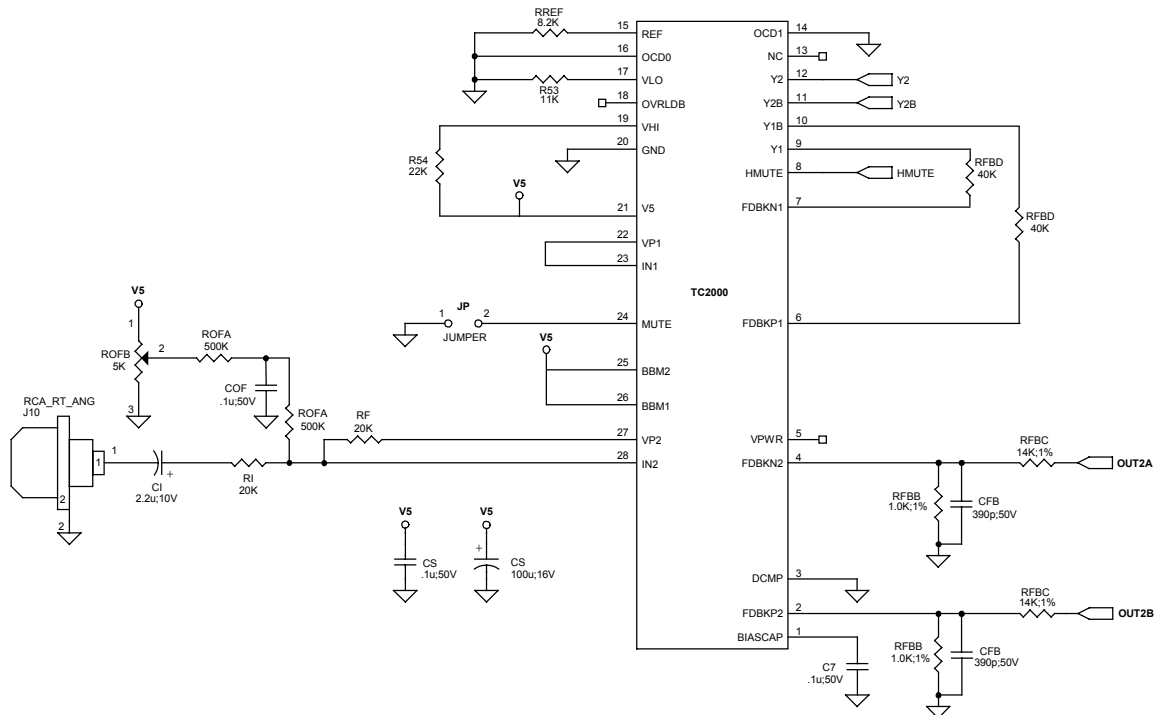 RREF
8.2K
15
REF
16
OCD0
17
VLO
R53
11K
18
OVRLDB
19
VHI
20
GND
R54
22K
V5
21
V5
22
VP1
23
IN1
TC2000
JP
1
2
24
MUTE
JUMPER
V5
25
BBM2
26
BBM1
27
VP2
28
IN2
14
OCD1
13
NC
12
Y2
Y2
11
Y2B
Y2B
10
Y1B
9
Y1
8
HMUTE
HMUTE
RFBD
40K
7
FDBKN1
RFBD
40K
6
FDBKP1
5
VPWR
4
FDBKN2
RFBC
14K;1%
OUT2A
RFBB
1.0K;1%
CFB
390p;50V
3
DCMP
2
FDBKP2
RFBC
14K;1%
OUT2B
1
BIASCAP
RFBB
1.0K;1%
CFB
390p;50V
C7
.1u;50V
V5
1
ROFB
5K
2
3
ROFA
500K
COF
.1u;50V
ROFA
500K
RF
20K
RCA_RT_ANG
J10
1
1
2
2
CI
2.2u;10V
+
RI
20K
V5
CS
.1u;50V
V5
+
CS
100u;16V